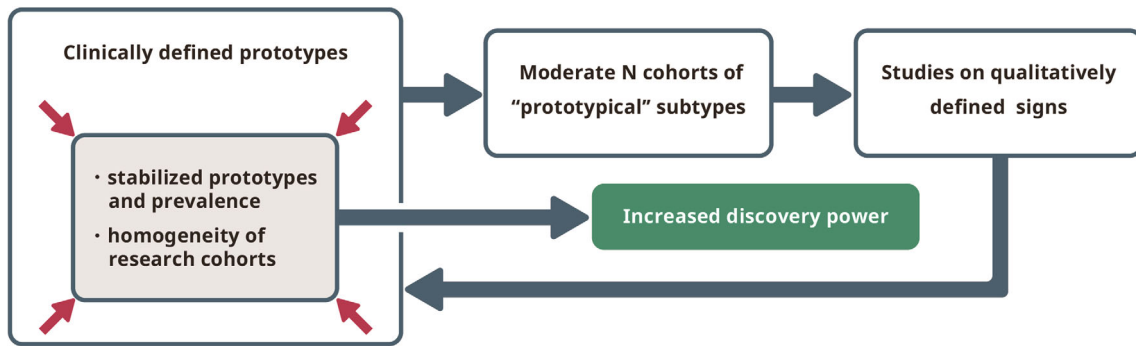 Clinically defined prototypes
· stabilized prototypes
and prevalence
· homogeneity of
research cohorts
Moderate N cohorts of
“prototypical” subtypes
Studies on qualitatively
defined signs
Increased discovery power